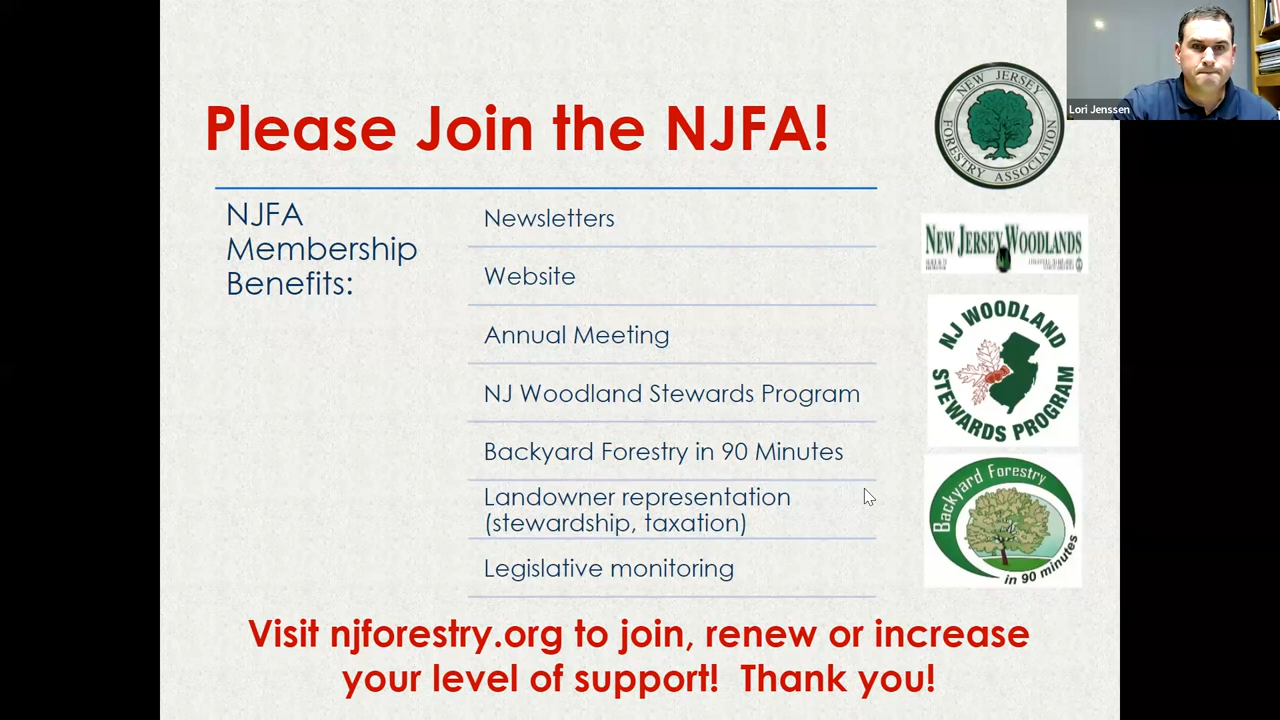 Please Join the NJFA!
NJFA
Membership
Benefits:
Newsletters
Website
Annual Meeting
NJ Woodland Stewards Program
Backyard Forestry in 90 Minutes
Landowner representation
(stewardship, taxation)
Legislative monitoring
Visit njforestry.org to join, renew or increase
your level of support!  Thank you!
NEW JERSEY
FORESTRY ASSOCIATION
NEW JERSEY WOODLANDS
NJ WOODLAND
STEWARDS PROGRAM
Backyard Forestry
in 90 minutes
Lori Jenssen